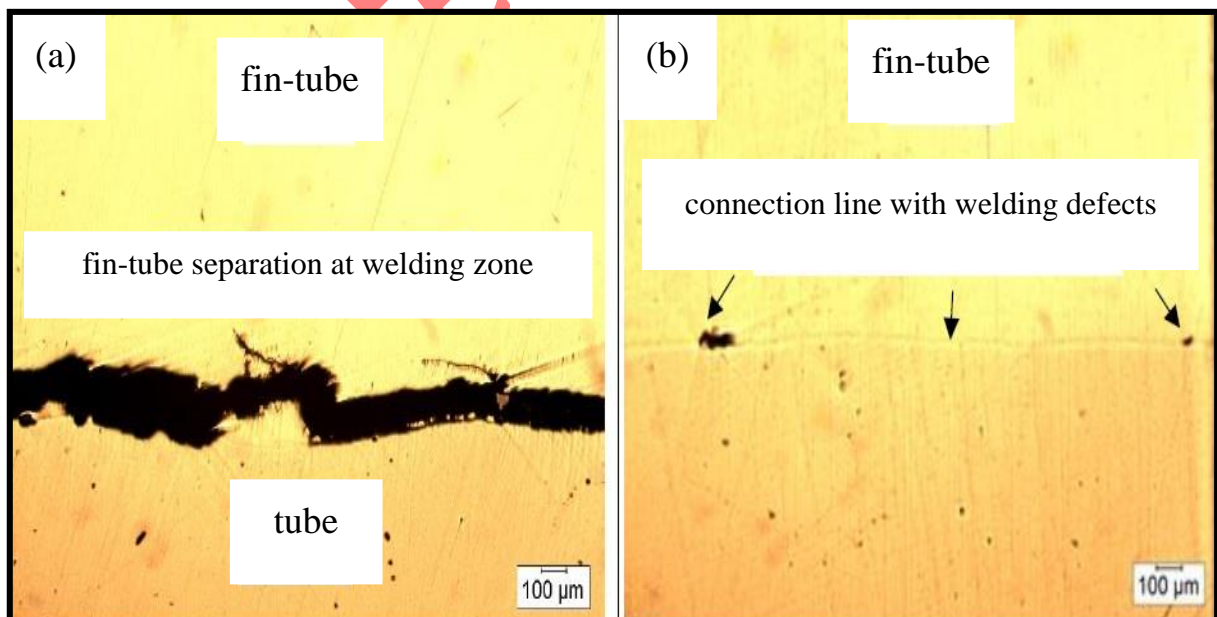 (a)
fin-tube
fin-tube separation at welding zone
tube
100 µm
(b)
fin-tube
connection line with welding defects
100 µm